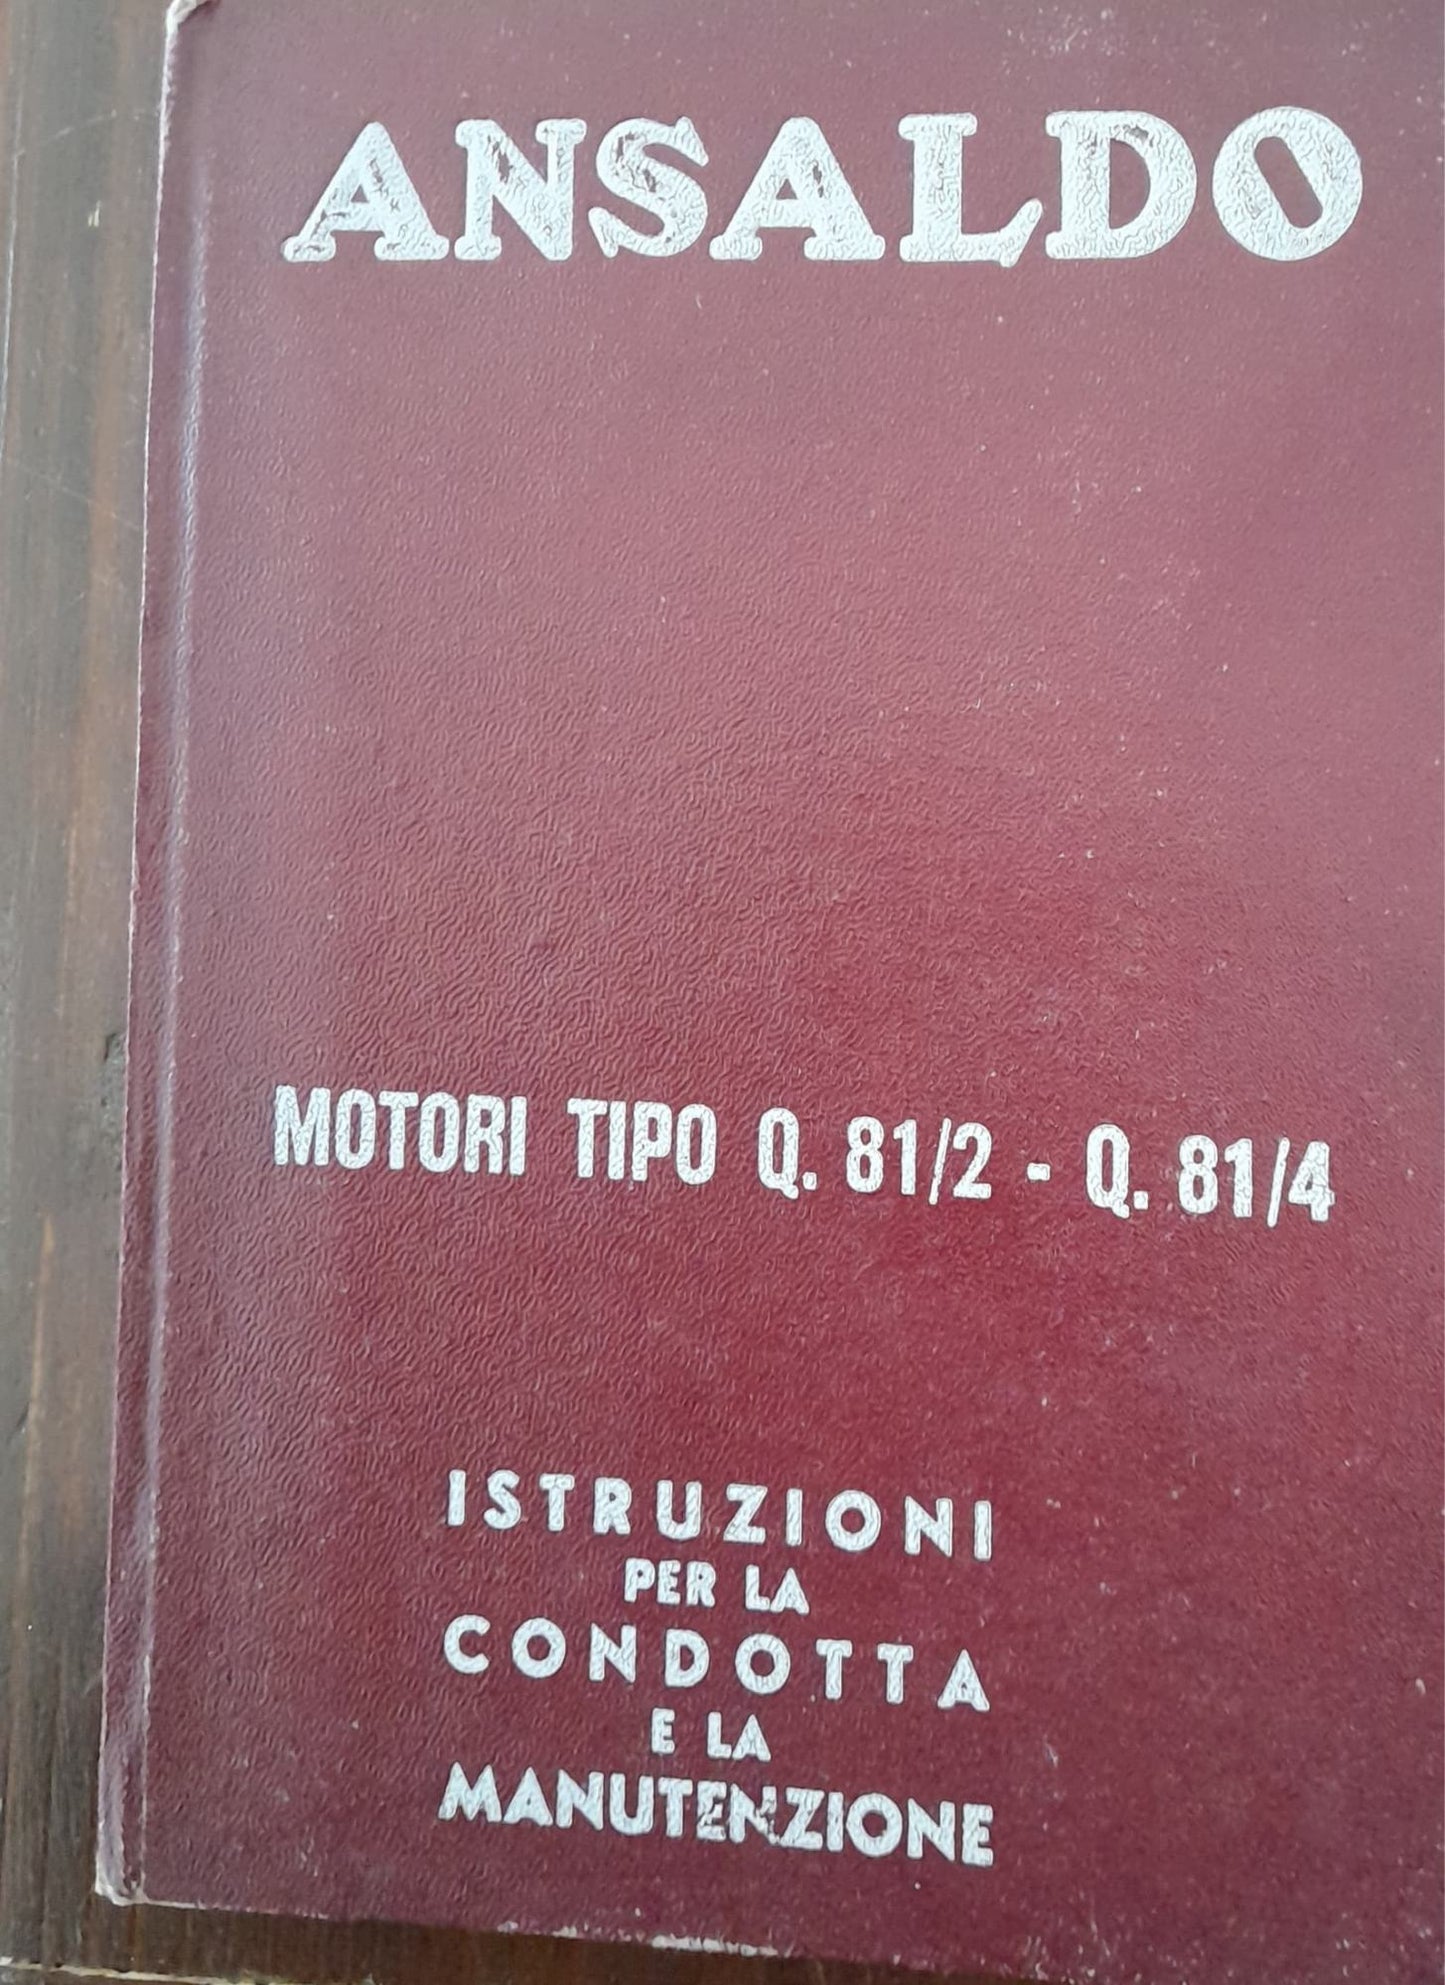 ANSALDO
MOTORI TIPO Q. 81/2 - Q. 81/4
ISTRUZIONI
PER LA
CONDOTTA
E LA
MANUTENZIONE